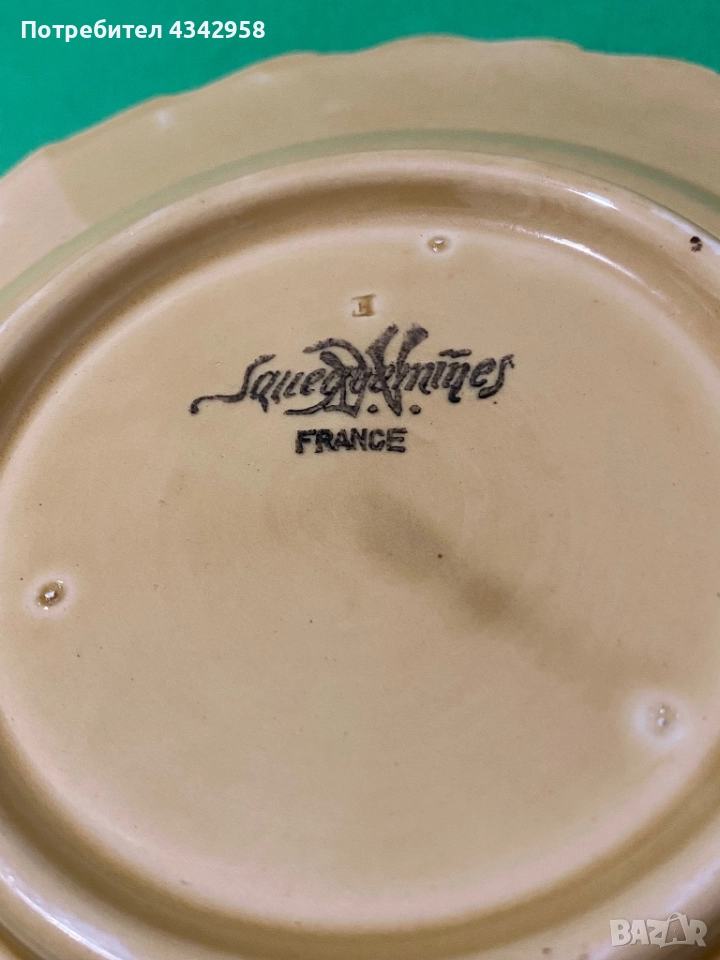 Потребител 4342958
Sarreguemines
FRANCE
BAZAR